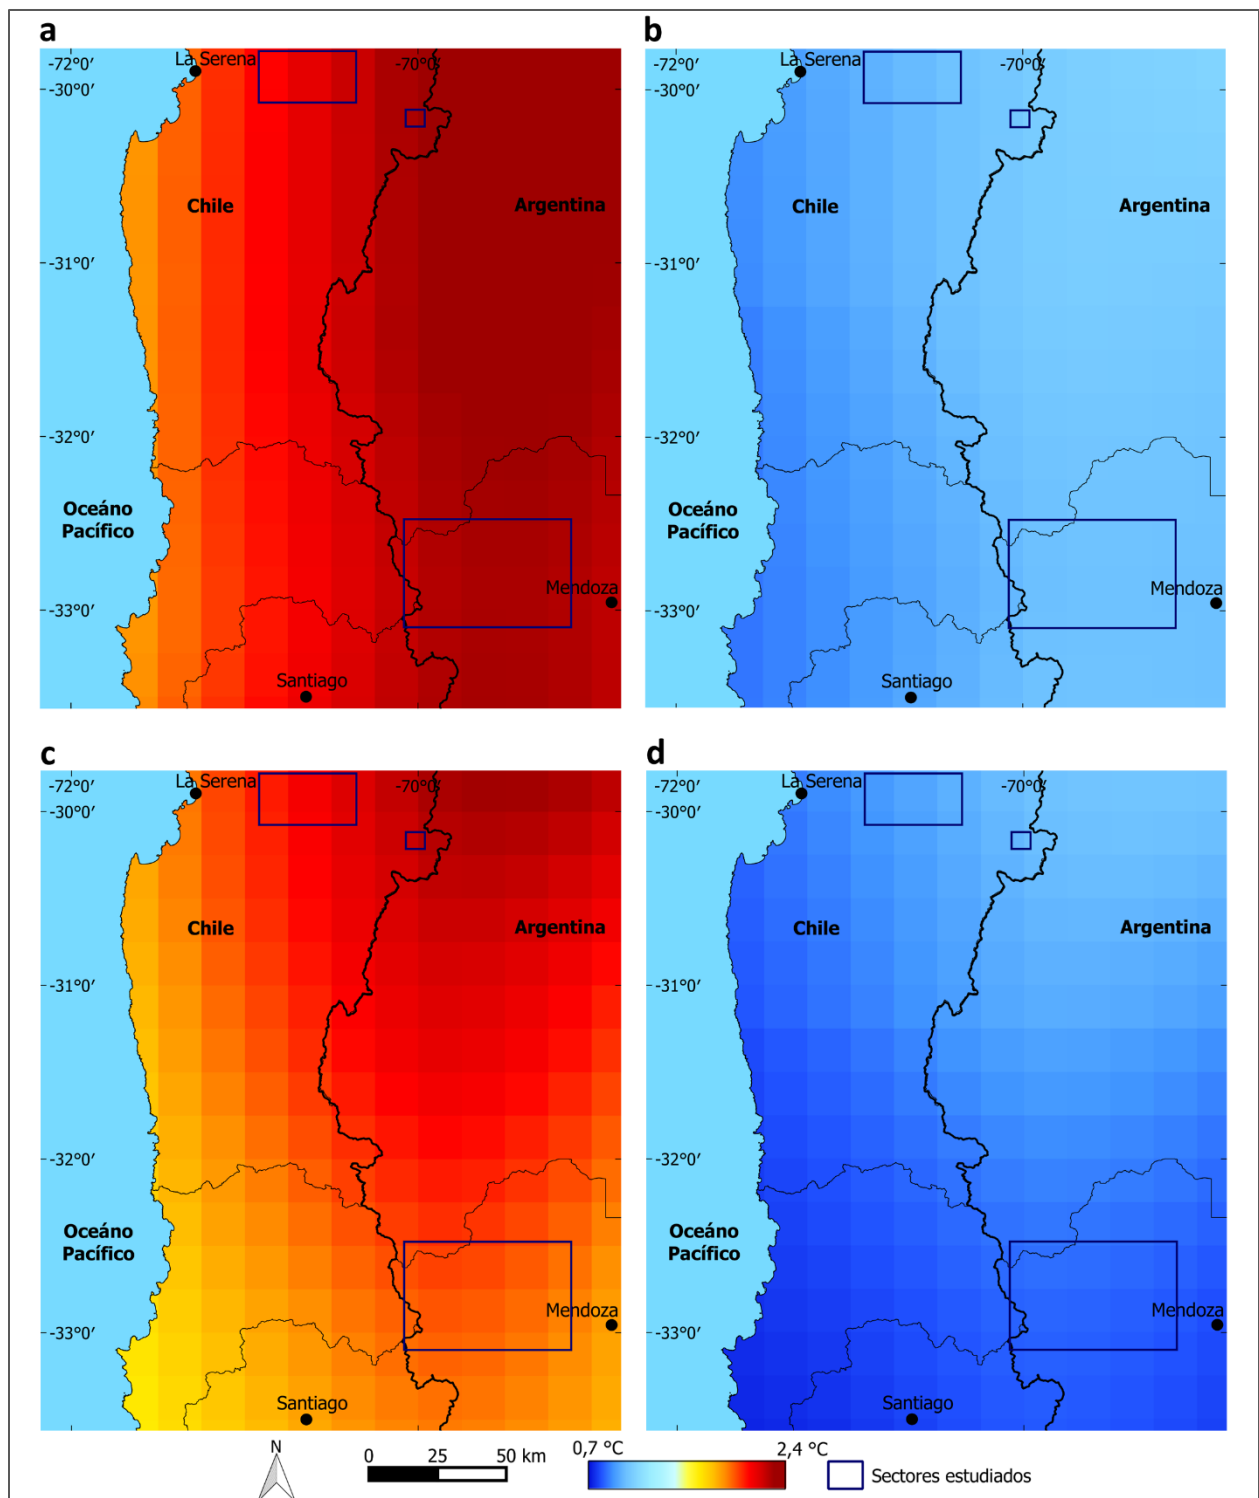 a
-72°0′
La Serena
-70°0′
-30°0′
Chile
Argentina
-31°0′
-32°0′
Oceáno
Pacífico
Mendoza
-33°0′
Santiago
b
-72°0′
La Serena
-70°0′
-30°0′
Chile
Argentina
-31°0′
-32°0′
Oceáno
Pacífico
Mendoza
-33°0′
Santiago
c
-72°0′
La Serena
-70°0′
-30°0′
Chile
Argentina
-31°0′
-32°0′
Oceáno
Pacífico
Mendoza
-33°0′
Santiago
d
-72°0′
La Serena
-70°0′
-30°0′
Chile
Argentina
-31°0′
-32°0′
Oceáno
Pacífico
Mendoza
-33°0′
Santiago
N
0 25 50 km
0,7 °C 2,4 °C
Sectores estudiados